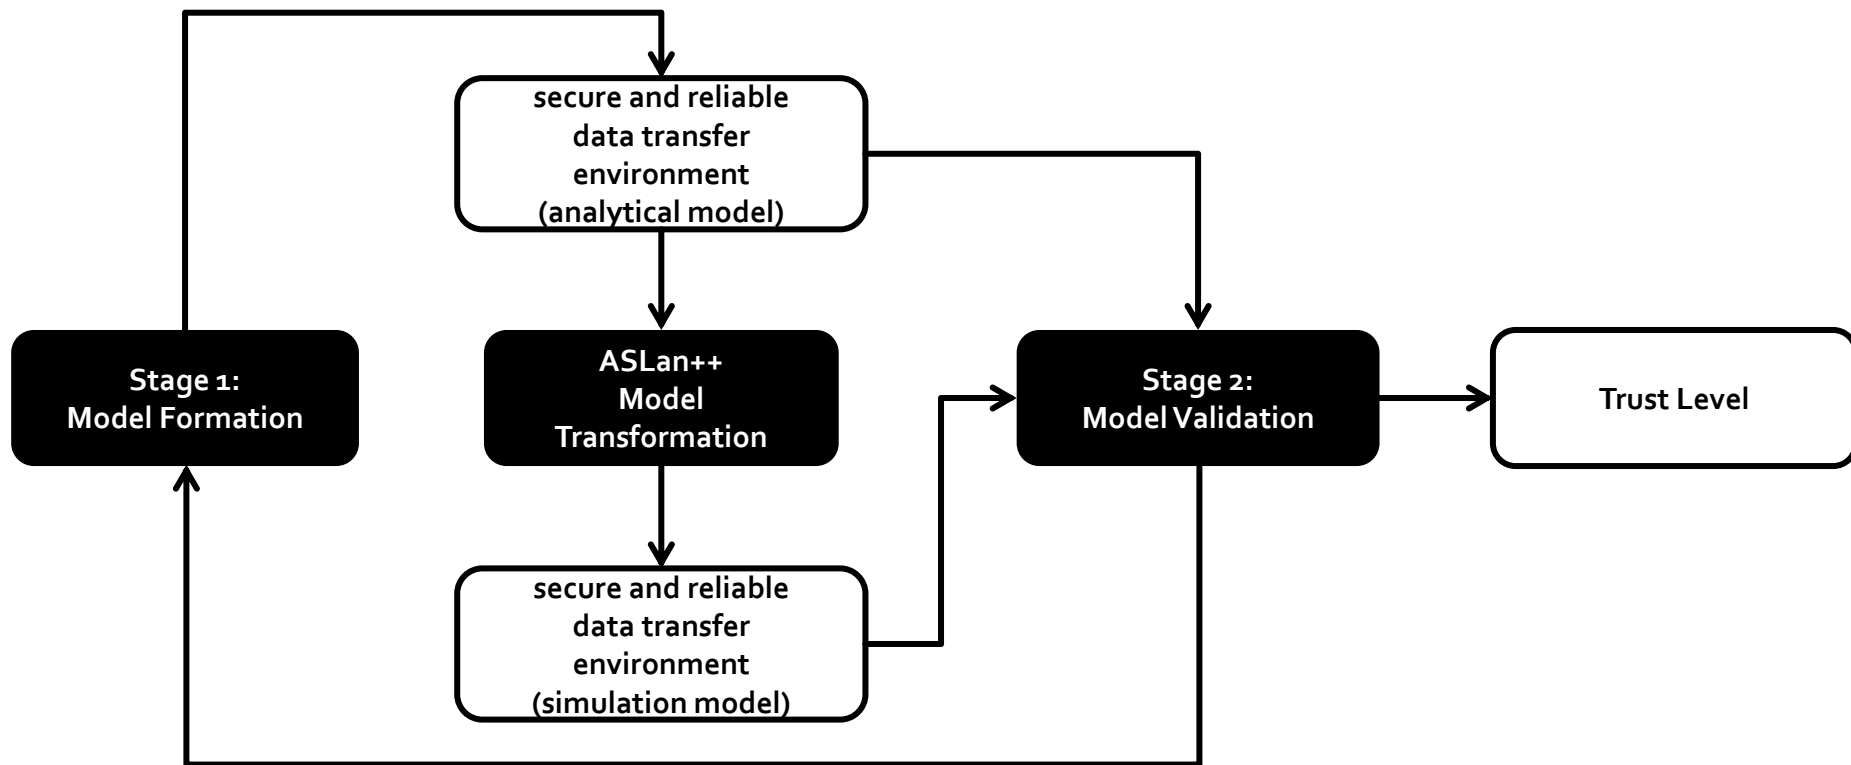 secure and reliable
data transfer
environment
(analytical model)
Stage 1:
Model Formation
ASLan++
Model
Transformation
Stage 2:
Model Validation
Trust Level
secure and reliable
data transfer
environment
(simulation model)